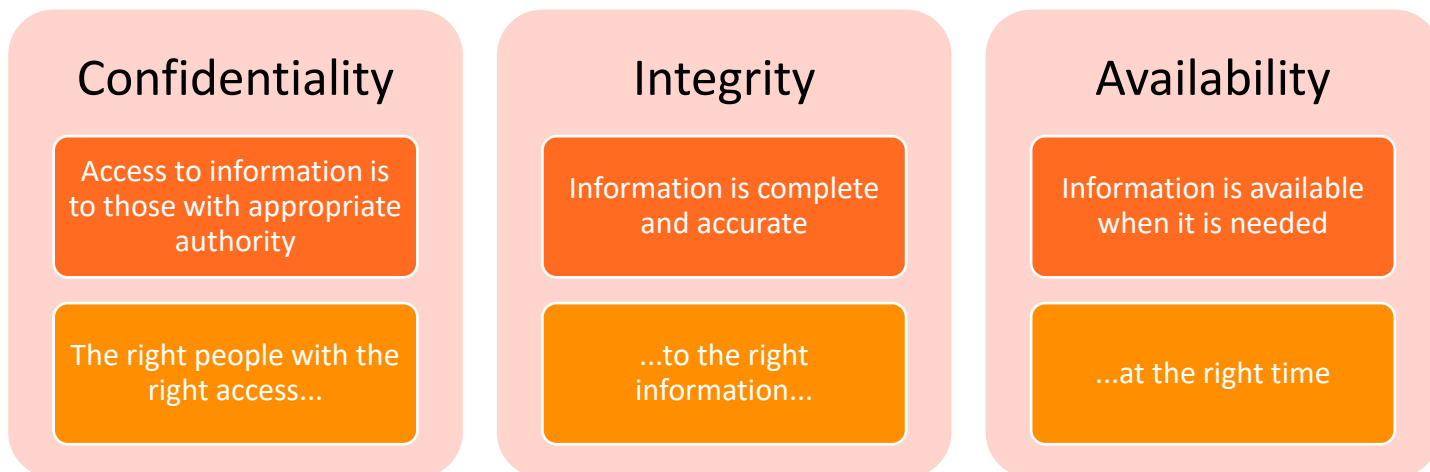 Confidentiality
Access to information is
to those with appropriate
authority
The right people with the
right access...
Integrity
Information is complete
and accurate
...to the right
information...
Availability
Information is available
when it is needed
...at the right time